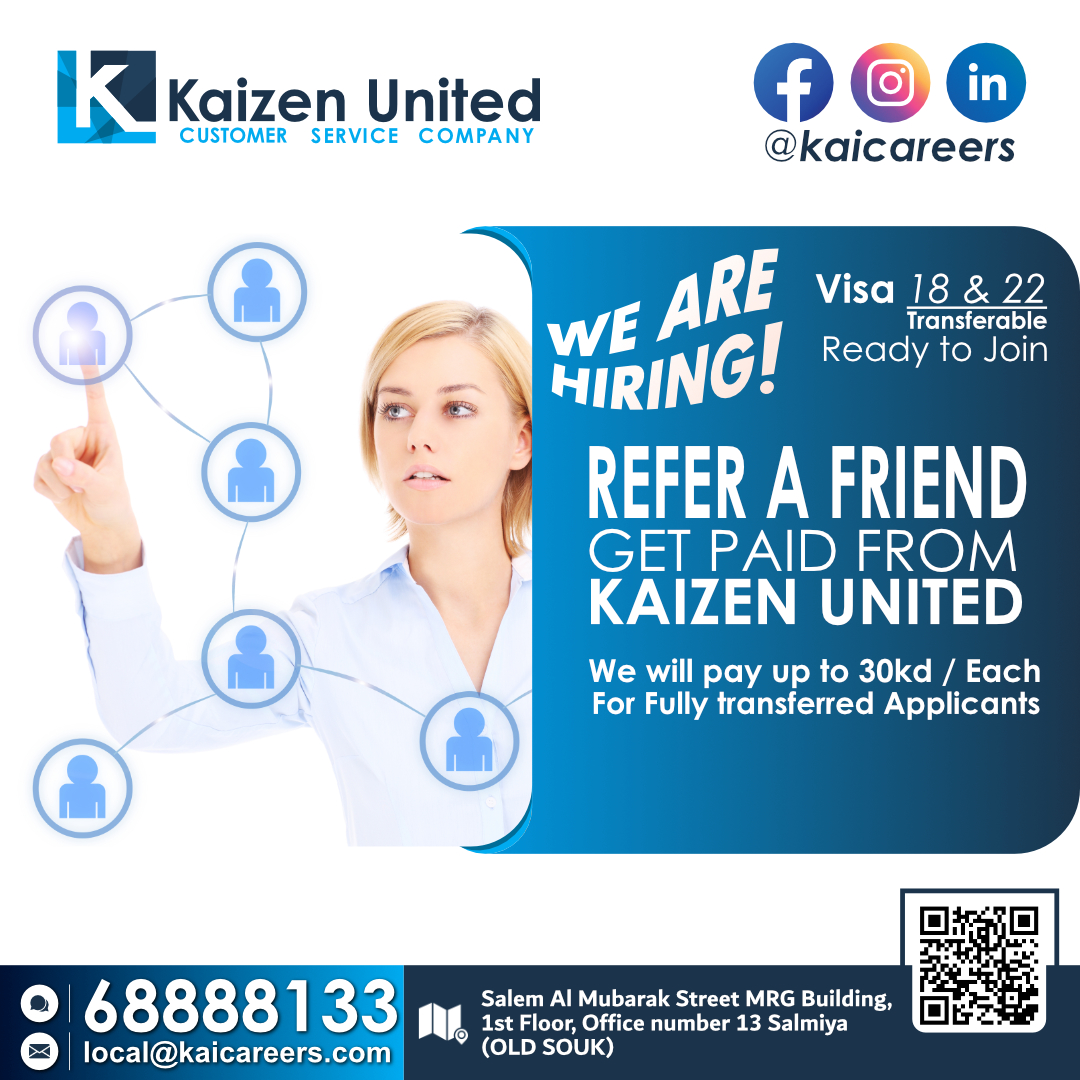 K
Kaizen United
CUSTOMER SERVICE COMPANY
f
in
@kaicareers
WE ARE
HIRING!
Visa 18 & 22
Transferable
Ready to Join
REFER A FRIEND
GET PAID FROM
KAIZEN UNITED
We will pay up to 30kd / Each
For Fully transferred Applicants
68888133
local@kaicareers.com
Salem Al Mubarak Street MRG Building,
1st Floor, Office number 13 Salmiya
(OLD SOUK)